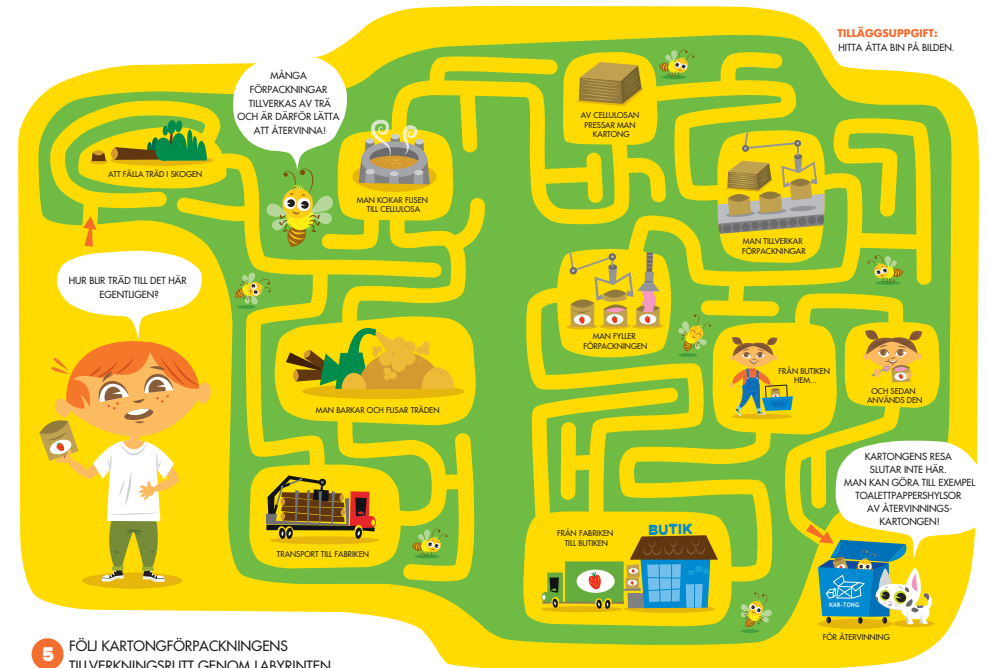 TILLÄGGSUPPGIFT:
HITTA ÅTTA BIN PÅ BILDEN.
MÅNGA
FÖRPACKNINGAR
TILLVERKAS AV TRÄ
OCH ÄR DÄRFÖR LÄTTA
ATT ÅTERVINNA!
ATT FÄLLA TRÄD I SKOGEN
HUR BLIR TRÄD TILL DET HÄR
EGENTLIGEN?
MAN KOKAR FLISEN
TILL CELLULOSA
AV CELLULOSAN
PRESSAR MAN
KARTONG
MAN TILLVERKAR
FÖRPACKNINGAR
MAN FYLLER
FÖRPACKNINGEN
MAN BARKAR OCH FLISAR TRÄDEN
FRÅN BUTIKEN
HEM...
OCH SEDAN
ANVÄNDS DEN
TRANSPORT TILL FABRIKEN
FRÅN FABRIKEN
TILL BUTIKEN
BUTIK
KARTONGENS RESA
SLUTAR INTE HÄR.
MAN KAN GÖRA TILL EXEMPEL
TOALETTPAPPERSHYLSOR
AV ÅTERVINNINGS-
KARTONGEN!
KAR-TONG
FÖR ÅTERVINNING
5 FÖLJ KARTONGFÖRPACKNINGENS
TILLVERKNINGSRUTT GENOM LABYRINTEN